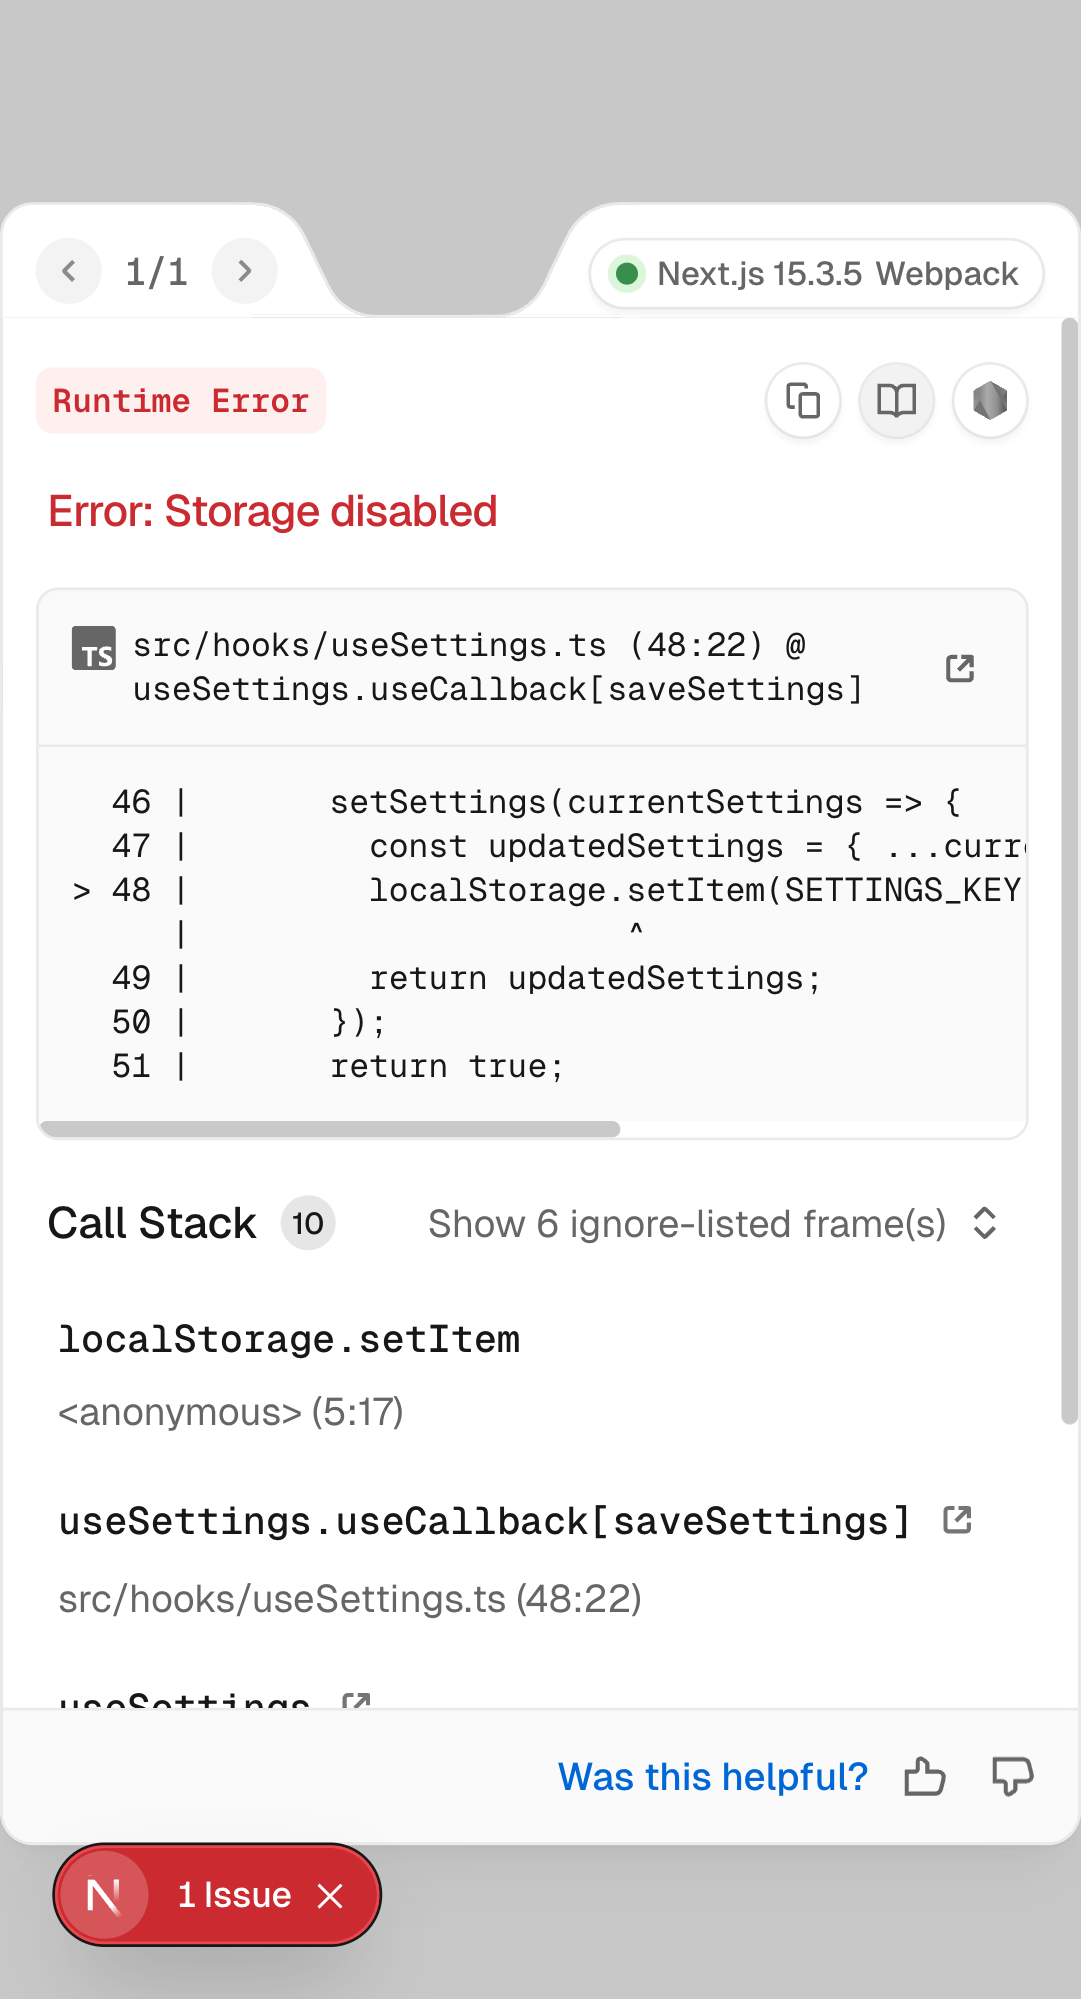 1/1
Next.js 15.3.5 Webpack
Runtime Error
Error: Storage disabled
TS
src/hooks/useSettings.ts (48:22) @
useSettings.useCallback[saveSettings]
46 | setSettings(currentSettings => {
47 | const updatedSettings = { ...curr
> 48 | localStorage.setItem(SETTINGS_KEY
| ^
49 | return updatedSettings;
50 | });
51 | return true;
Call Stack 10
Show 6 ignore-listed frame(s)
localStorage.setItem
<anonymous> (5:17)
useSettings.useCallback[saveSettings]
src/hooks/useSettings.ts (48:22)
useSettings
Was this helpful?
N
1 Issue